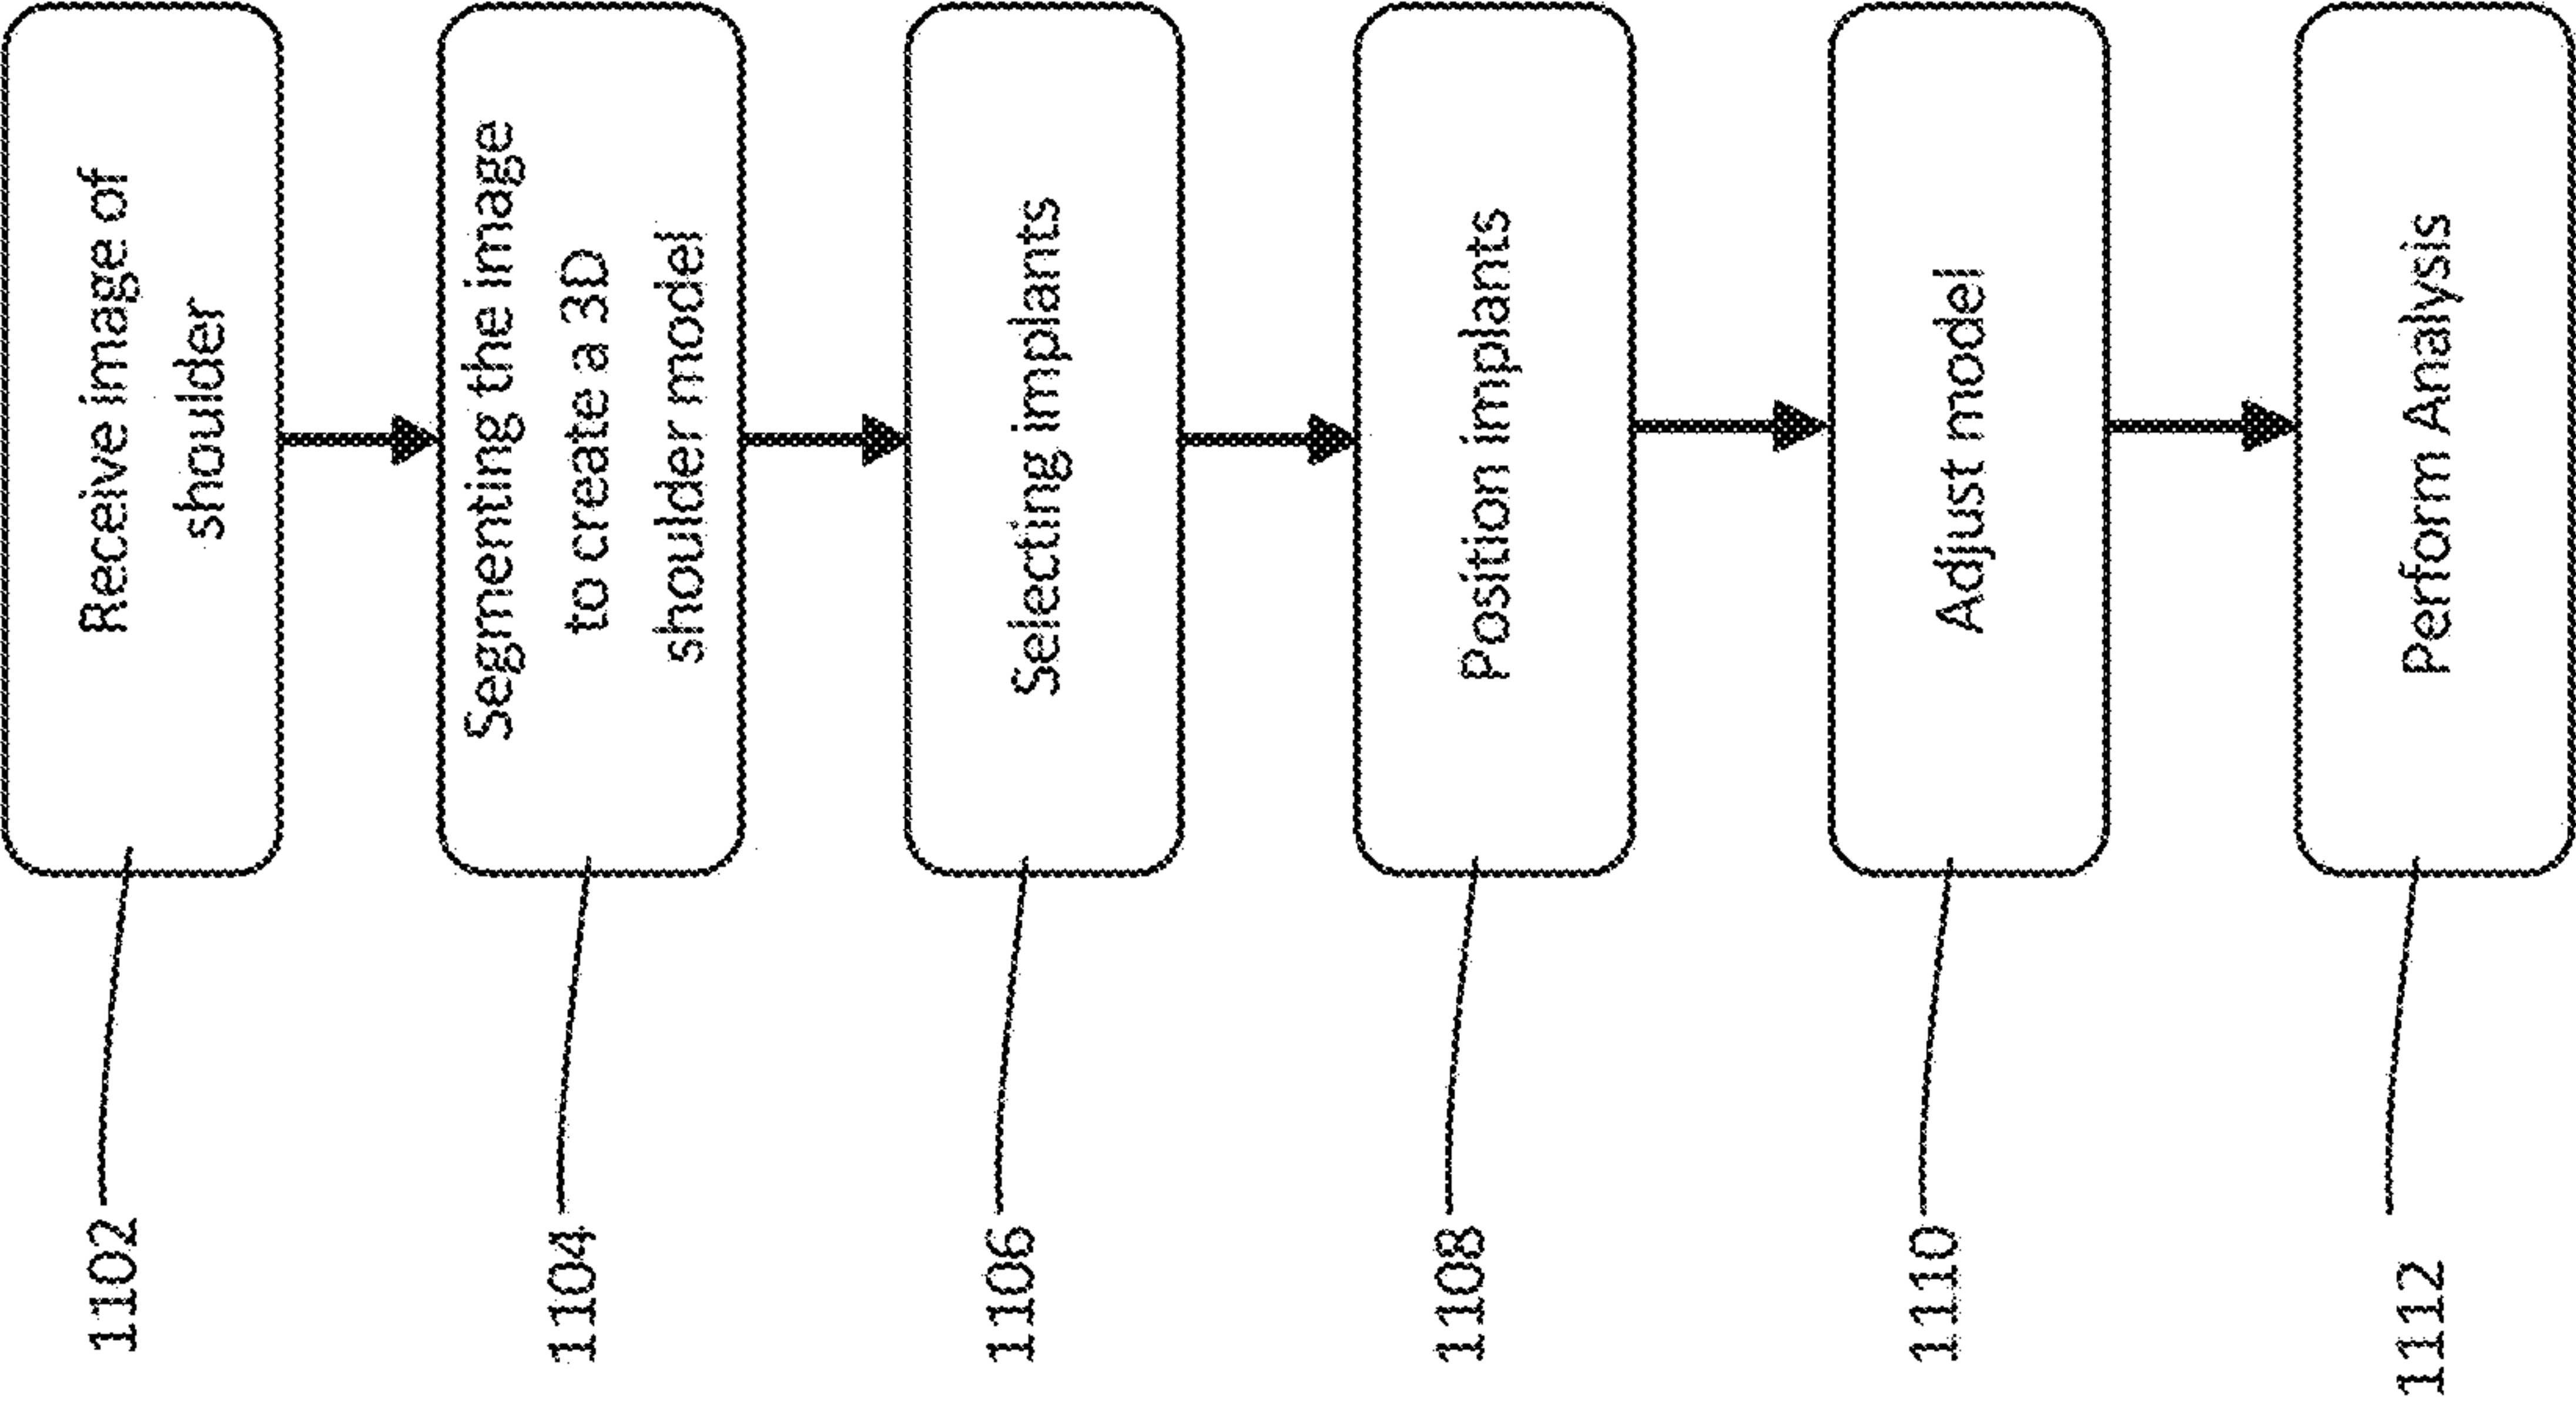 1102
Receive image of
shoulder
1104
Segmenting the image
to create a 3D
shoulder model
1106
Selecting implants
1108
Position implants
1110
Adjust model
1112
Perform Analysis